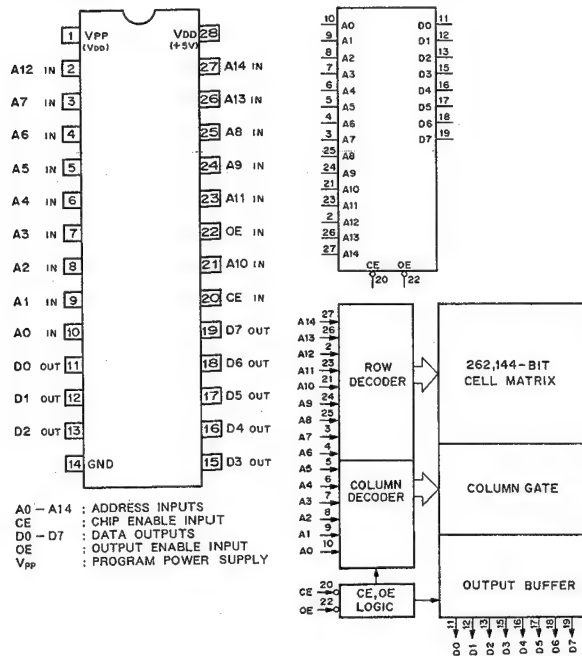 1 VPP (VDD)
VDD (+5V) 28
A12 IN 2
27 A14 IN
A7 IN 3
26 A13 IN
A6 IN 4
25 A8 IN
A5 IN 5
24 A9 IN
A4 IN 6
23 A11 IN
A3 IN 7
22 OE IN
A2 IN 8
21 A10 IN
A1 IN 9
20 CE IN
A0 IN 10
19 D7 OUT
D0 OUT 11
18 D6 OUT
D1 OUT 12
17 D5 OUT
D2 OUT 13
16 D4 OUT
14 GND
15 D3 OUT
A0 – A14 : ADDRESS INPUTS
CE : CHIP ENABLE INPUT
D0 – D7 : DATA OUTPUTS
OE : OUTPUT ENABLE INPUT
VPP : PROGRAM POWER SUPPLY
10 A0 D0 11
9 A1 D1 12
8 A2 D2 13
7 A3 D3 15
6 A4 D4 16
5 A5 D5 17
4 A6 D6 18
3 A7 D7 19
25 A8
24 A9
21 A10
23 A11
2 A12
26 A13
27 A14
CE OE
20 22
A14 27
A13 26
A12 2
A11 23
A10 21
A9 24
A8 25
A7 3
A6 4
A5 5
A4 6
A3 7
A2 8
A1 9
A0 10
ROW
DECODER
COLUMN
DECODER
262,144-BIT
CELL MATRIX
COLUMN GATE
OUTPUT BUFFER
CE 20
OE 22
CE,OE
LOGIC
11 12 13 15 16 17 18 19
D0 D1 D2 D3 D4 D5 D6 D7